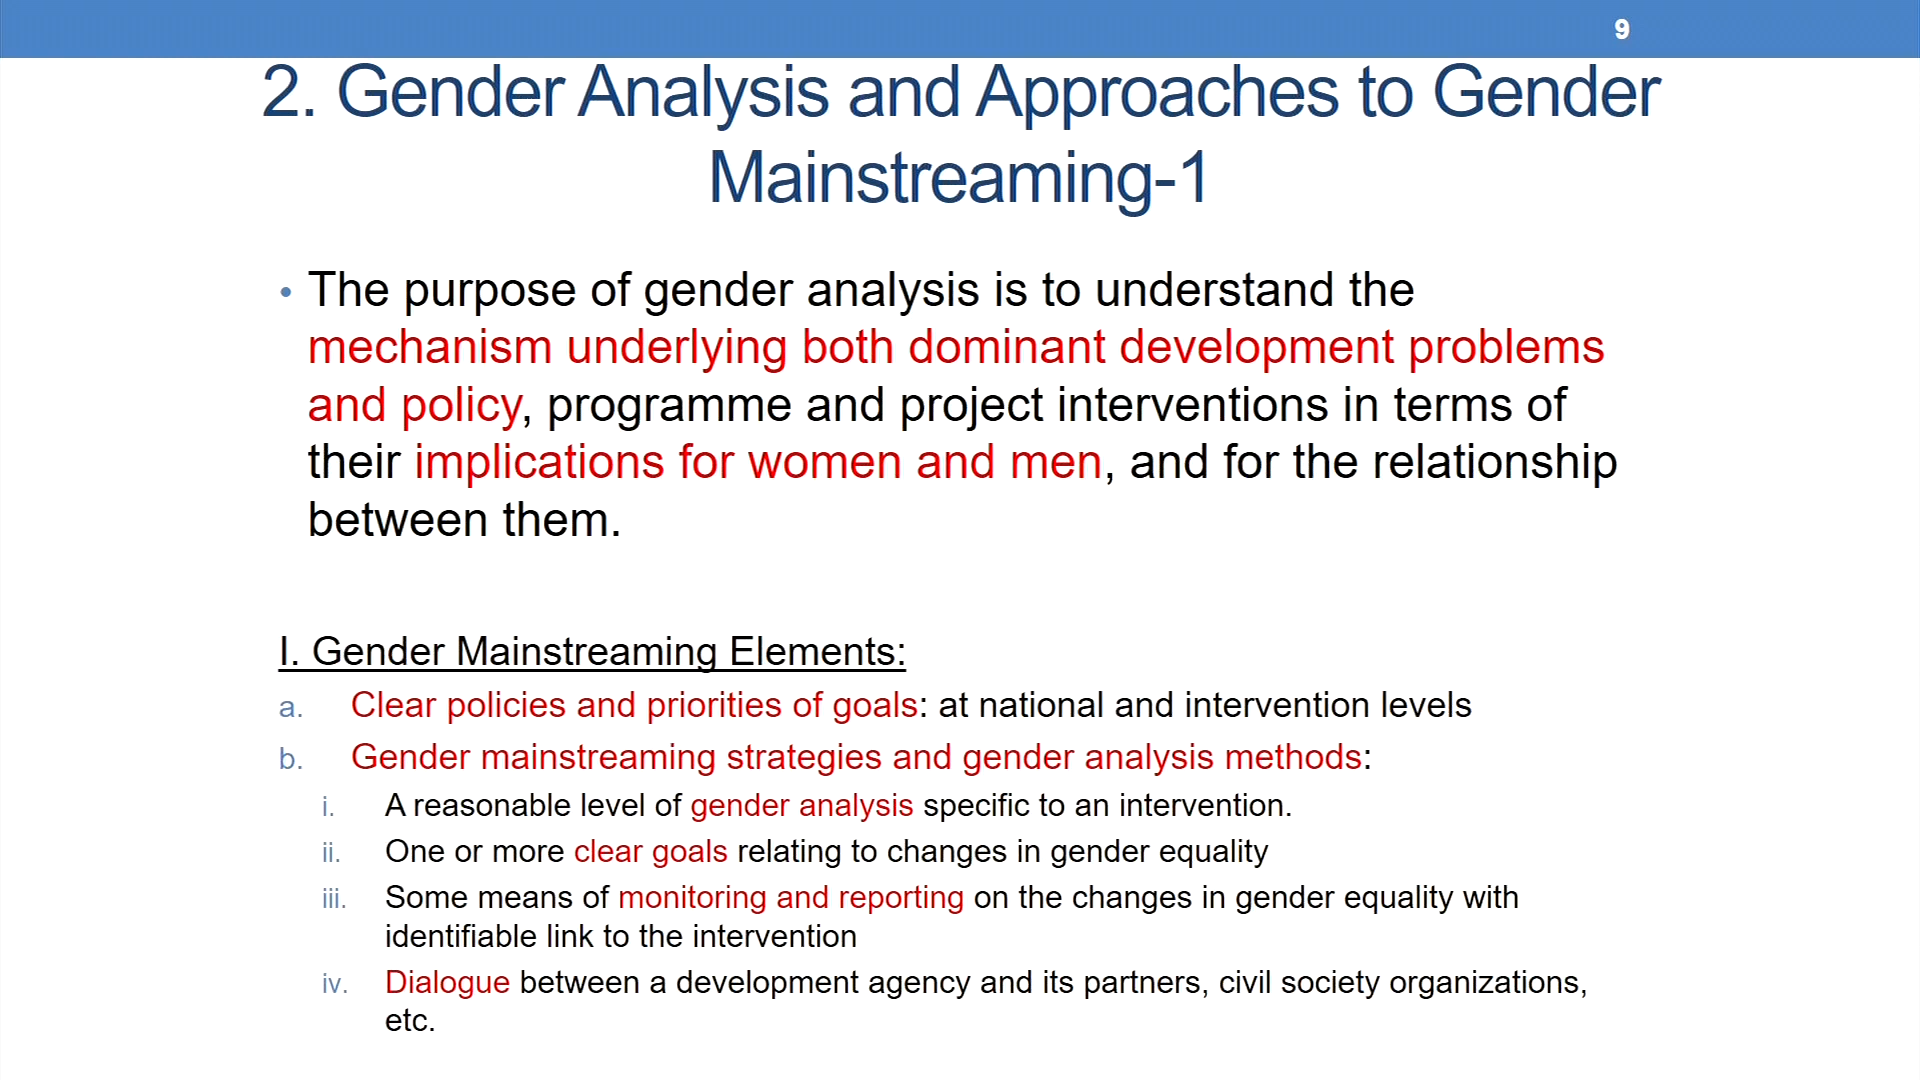 9
2. Gender Analysis and Approaches to Gender
Mainstreaming-1
• The purpose of gender analysis is to understand the
mechanism underlying both dominant development problems
and policy, programme and project interventions in terms of
their implications for women and men, and for the relationship
between them.
I. Gender Mainstreaming Elements:
a. Clear policies and priorities of goals: at national and intervention levels
b. Gender mainstreaming strategies and gender analysis methods:
i. A reasonable level of gender analysis specific to an intervention.
ii. One or more clear goals relating to changes in gender equality
iii. Some means of monitoring and reporting on the changes in gender equality with
identifiable link to the intervention
iv. Dialogue between a development agency and its partners, civil society organizations,
etc.